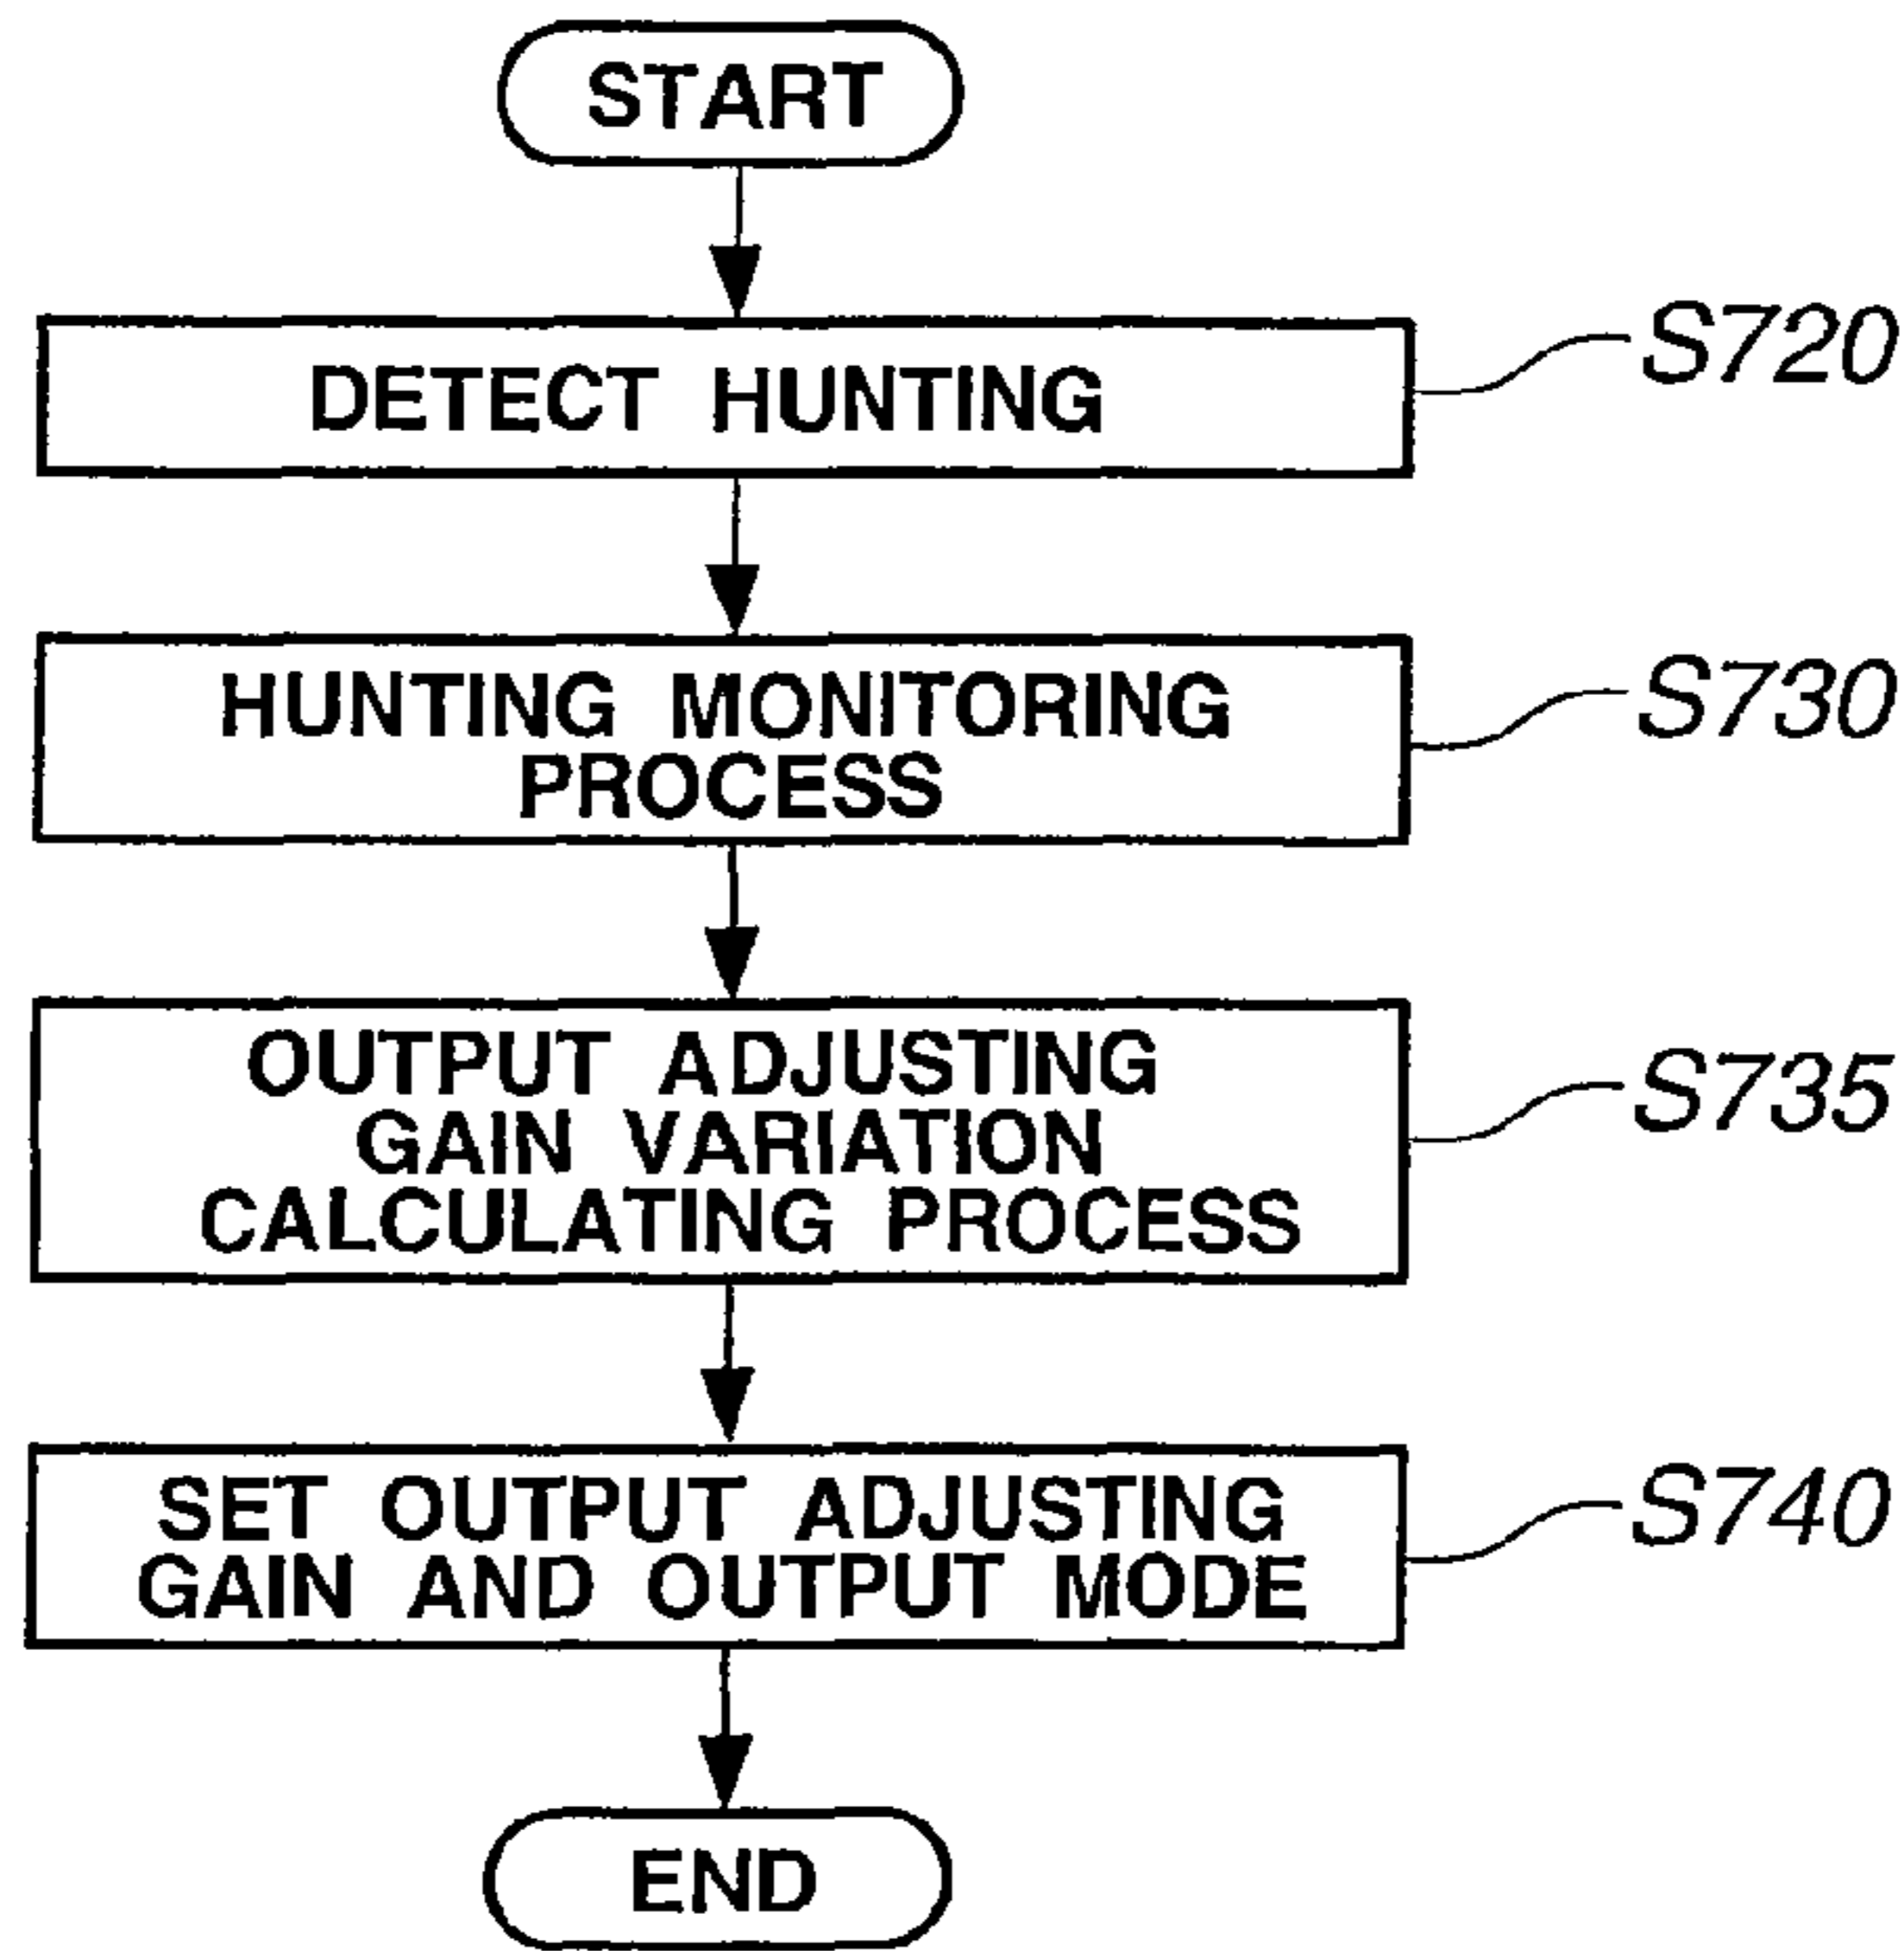 START
DETECT HUNTING
S720
HUNTING MONITORING
PROCESS
S730
OUTPUT ADJUSTING
GAIN VARIATION
CALCULATING PROCESS
S735
SET OUTPUT ADJUSTING
GAIN AND OUTPUT MODE
S740
END